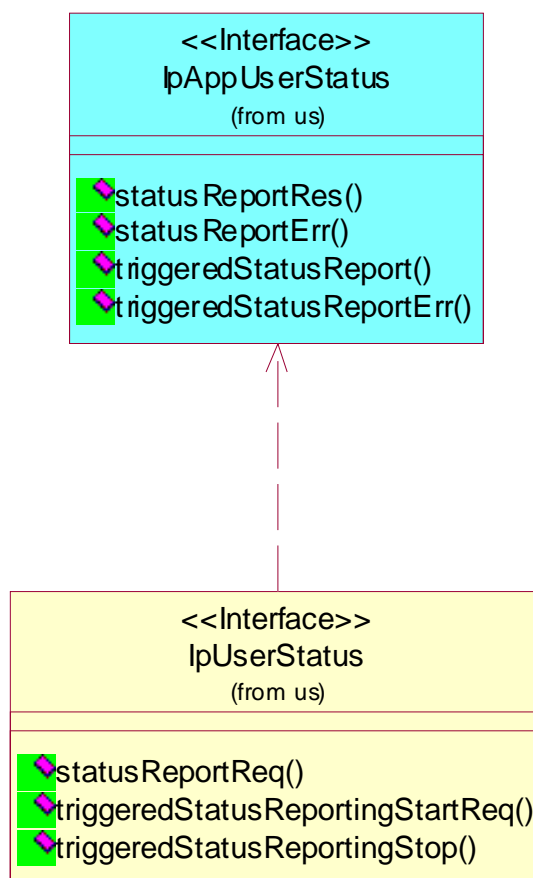 <<Interface>>
IpAppUserStatus
(from us)
statusReportRes()
statusReportErr()
triggeredStatusReport()
triggeredStatusReportErr()
<<Interface>>
IpUserStatus
(from us)
statusReportReq()
triggeredStatusReportingStartReq()
triggeredStatusReportingStop()